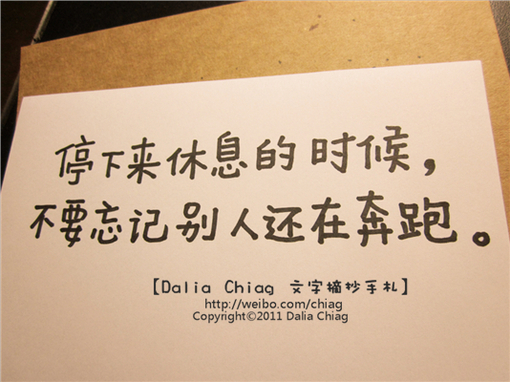 停下来休息的时候，
不要忘记别人还在奔跑。
【Dalia Chiag 文字摘抄手札】
http://weibo.com/chiag
Copyright©2011 Dalia Chiag